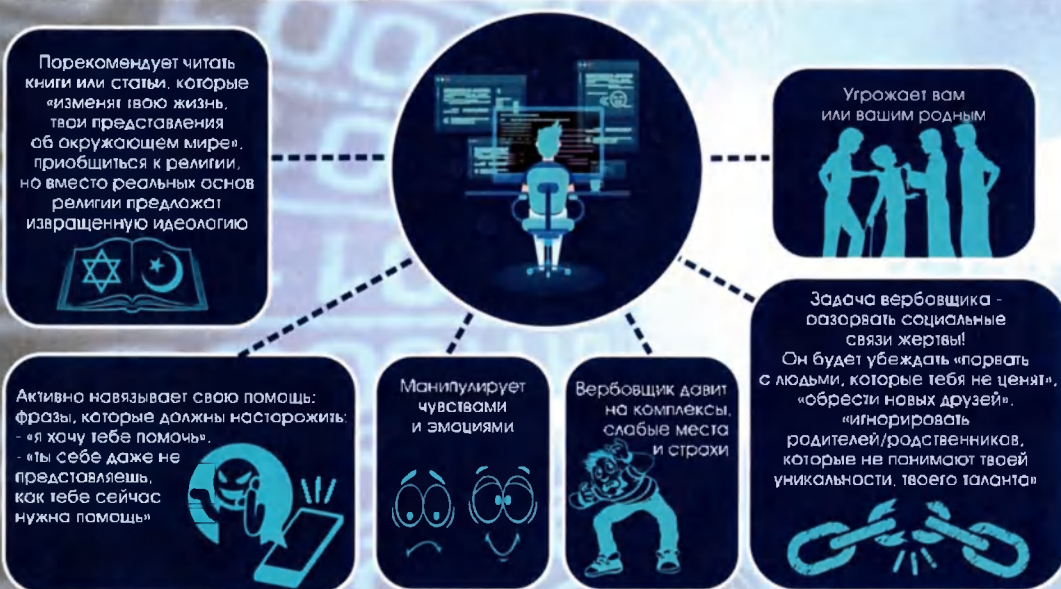 Порекомендует читать
книги или статьи, которые
«изменят твою жизнь,
твои представления
об окружающем мире»,
приобщиться к религии,
но вместо реальных основ
религии предложат
извращенную идеологию
Угрожает вам
или вашим родным
Активно навязывает свою помощь:
фразы, которые должны насторожить:
- «я хочу тебе помочь»,
- «ты себе даже не
представляешь,
как тебе сейчас
нужна помощь»
Манипулирует
чувствами
и эмоциями
Вербовщик давит
на комплексы,
слабые места
и страхи
Задача вербовщика -
разорвать социальные
связи жертвы!
Он будет убеждать «порвать
с людьми, которые тебя не ценят»,
«обрести новых друзей»,
«игнорировать
родителей/родственников,
которые не понимают твоей
уникальности, твоего таланта»